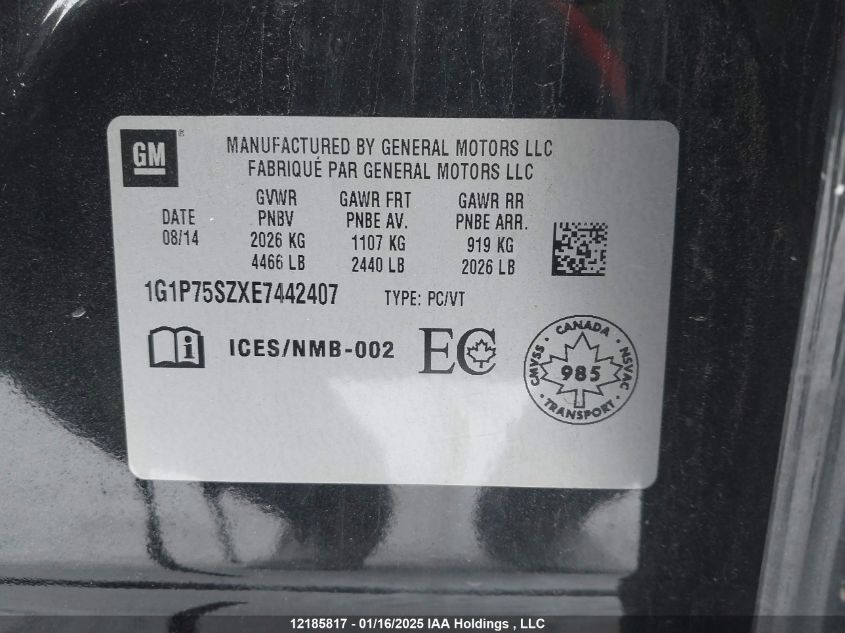 GM®
MANUFACTURED BY GENERAL MOTORS LLC
FABRIQUÉ PAR GENERAL MOTORS LLC
DATE
08/14
GVWR
PNBV
2026 KG
4466 LB
GAWR FRT
PNBE AV.
1107 KG
2440 LB
GAWR RR
PNBE ARR.
919 KG
2026 LB
1G1P75SZXE7442407 TYPE: PC/VT
i ICES/NMB-002 EC
CANADA
CMVSS 985 NSVAC
TRANSPORT
12185817 - 01/16/2025 IAA Holdings , LLC